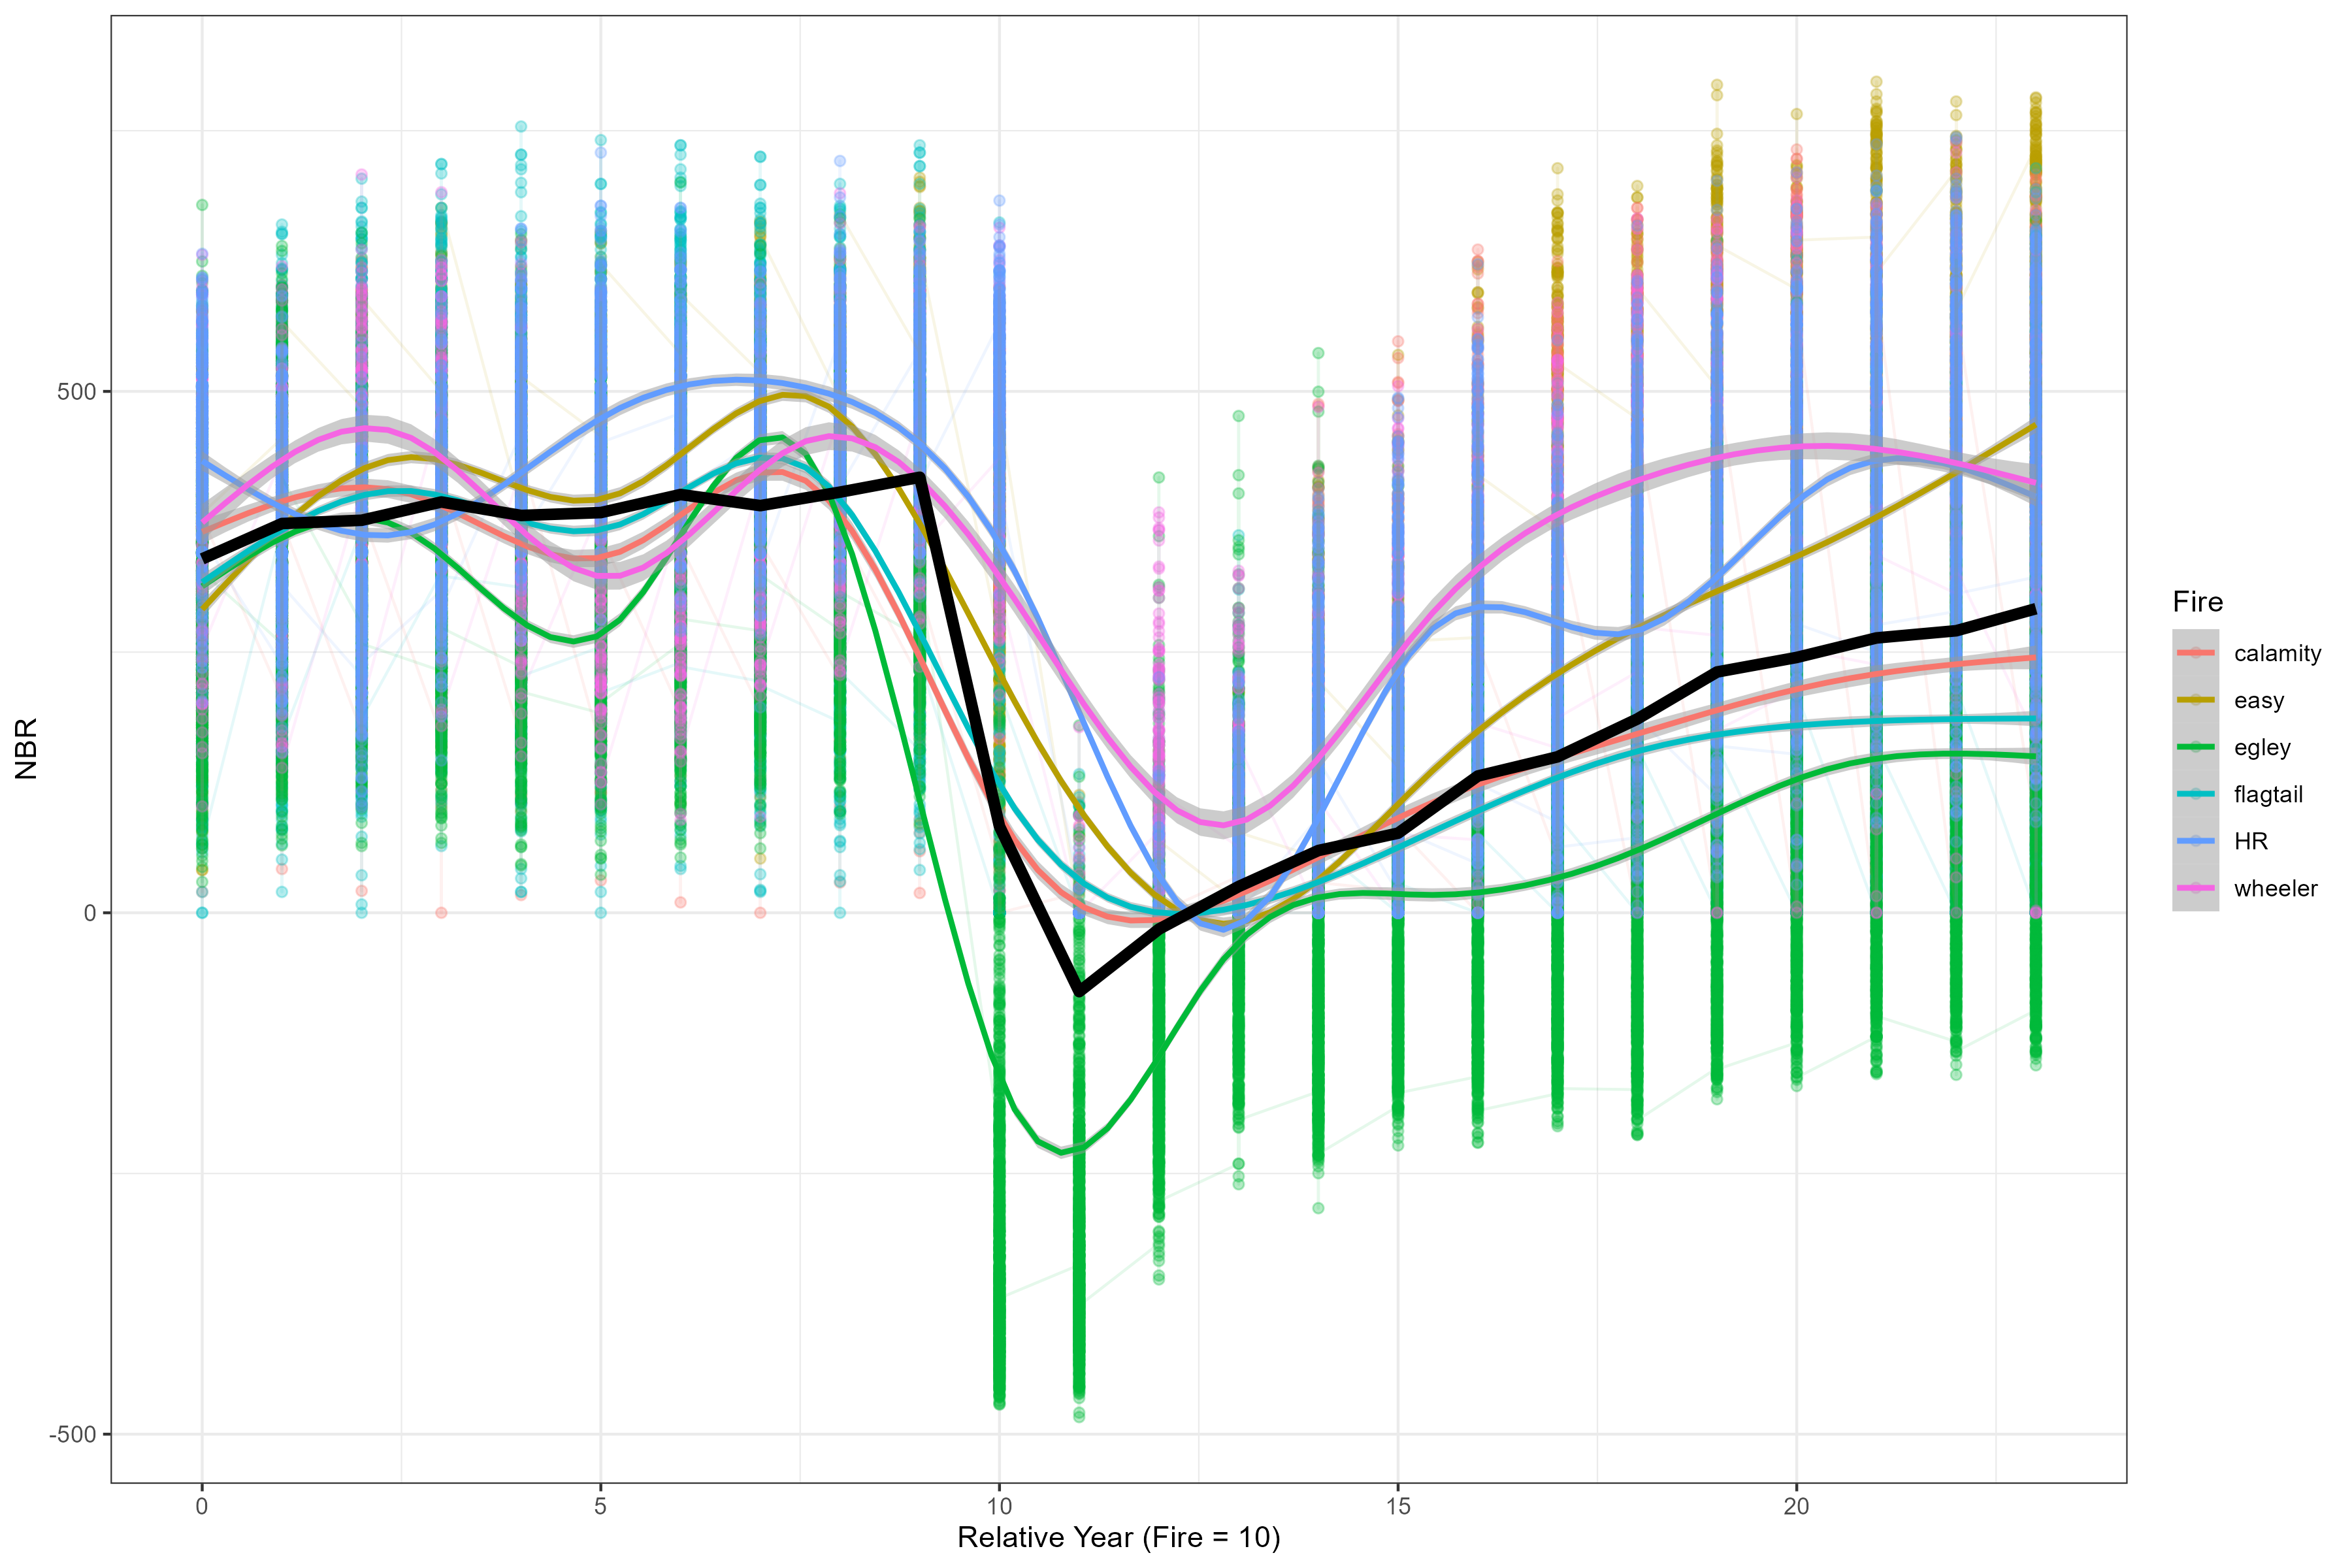 NBR
500
0
-500
0
5
10
15
20
Relative Year (Fire = 10)
Fire
calamity
easy
egley
flagtail
HR
wheeler